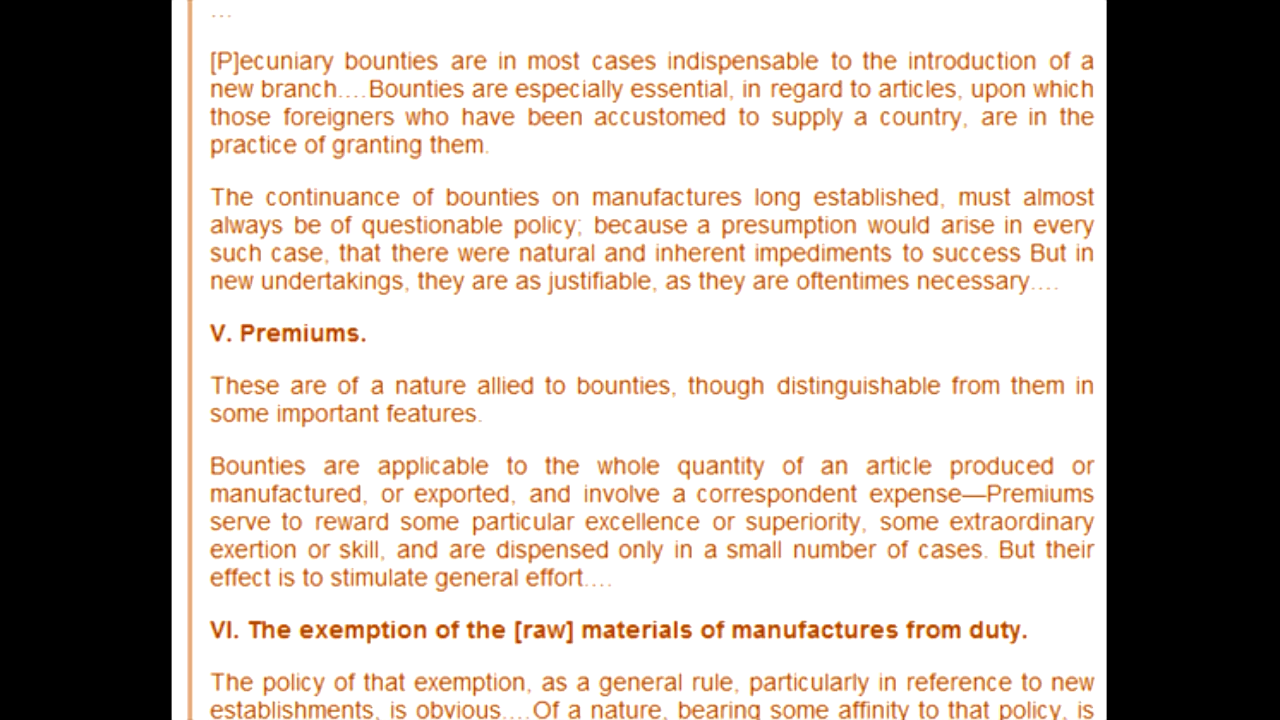 ...
[P]ecuniary bounties are in most cases indispensable to the introduction of a
new branch....Bounties are especially essential, in regard to articles, upon which
those foreigners who have been accustomed to supply a country, are in the
practice of granting them.
The continuance of bounties on manufactures long established, must almost
always be of questionable policy; because a presumption would arise in every
such case, that there were natural and inherent impediments to success But in
new undertakings, they are as justifiable, as they are oftentimes necessary....
V. Premiums.
These are of a nature allied to bounties, though distinguishable from them in
some important features.
Bounties are applicable to the whole quantity of an article produced or
manufactured, or exported, and involve a correspondent expense—Premiums
serve to reward some particular excellence or superiority, some extraordinary
exertion or skill, and are dispensed only in a small number of cases. But their
effect is to stimulate general effort....
VI. The exemption of the [raw] materials of manufactures from duty.
The policy of that exemption, as a general rule, particularly in reference to new
establishments, is obvious....Of a nature, bearing some affinity to that policy, is